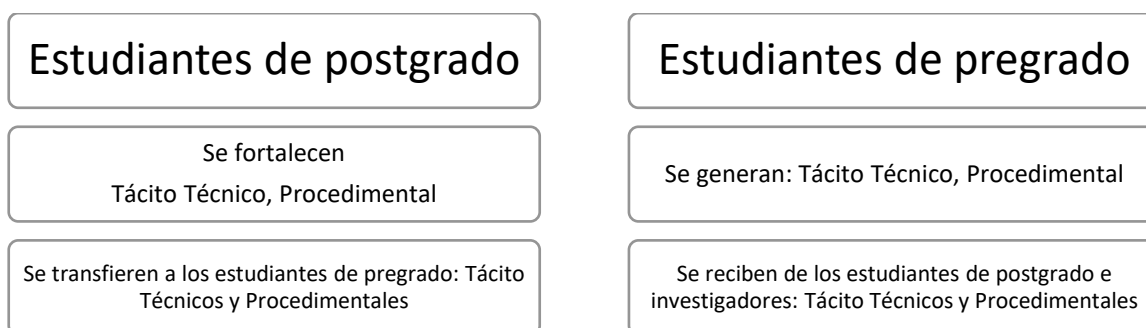 Estudiantes de postgrado
Se fortalecen
Tácito Técnico, Procedimental
Se transfieren a los estudiantes de pregrado: Tácito
Técnicos y Procedimentales
Estudiantes de pregrado
Se generan: Tácito Técnico, Procedimental
Se reciben de los estudiantes de postgrado e
investigadores: Tácito Técnicos y Procedimentales